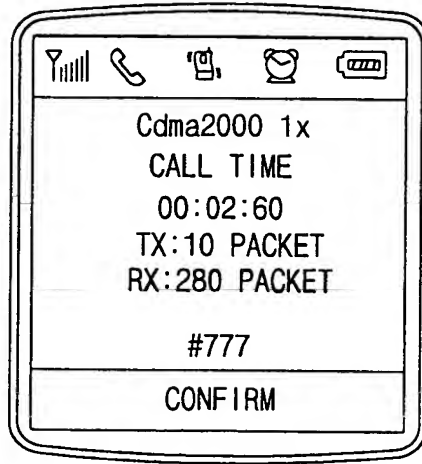 Cdma2000 1x
CALL TIME
00:02:60
TX:10 PACKET
RX:280 PACKET
#777
CONFIRM